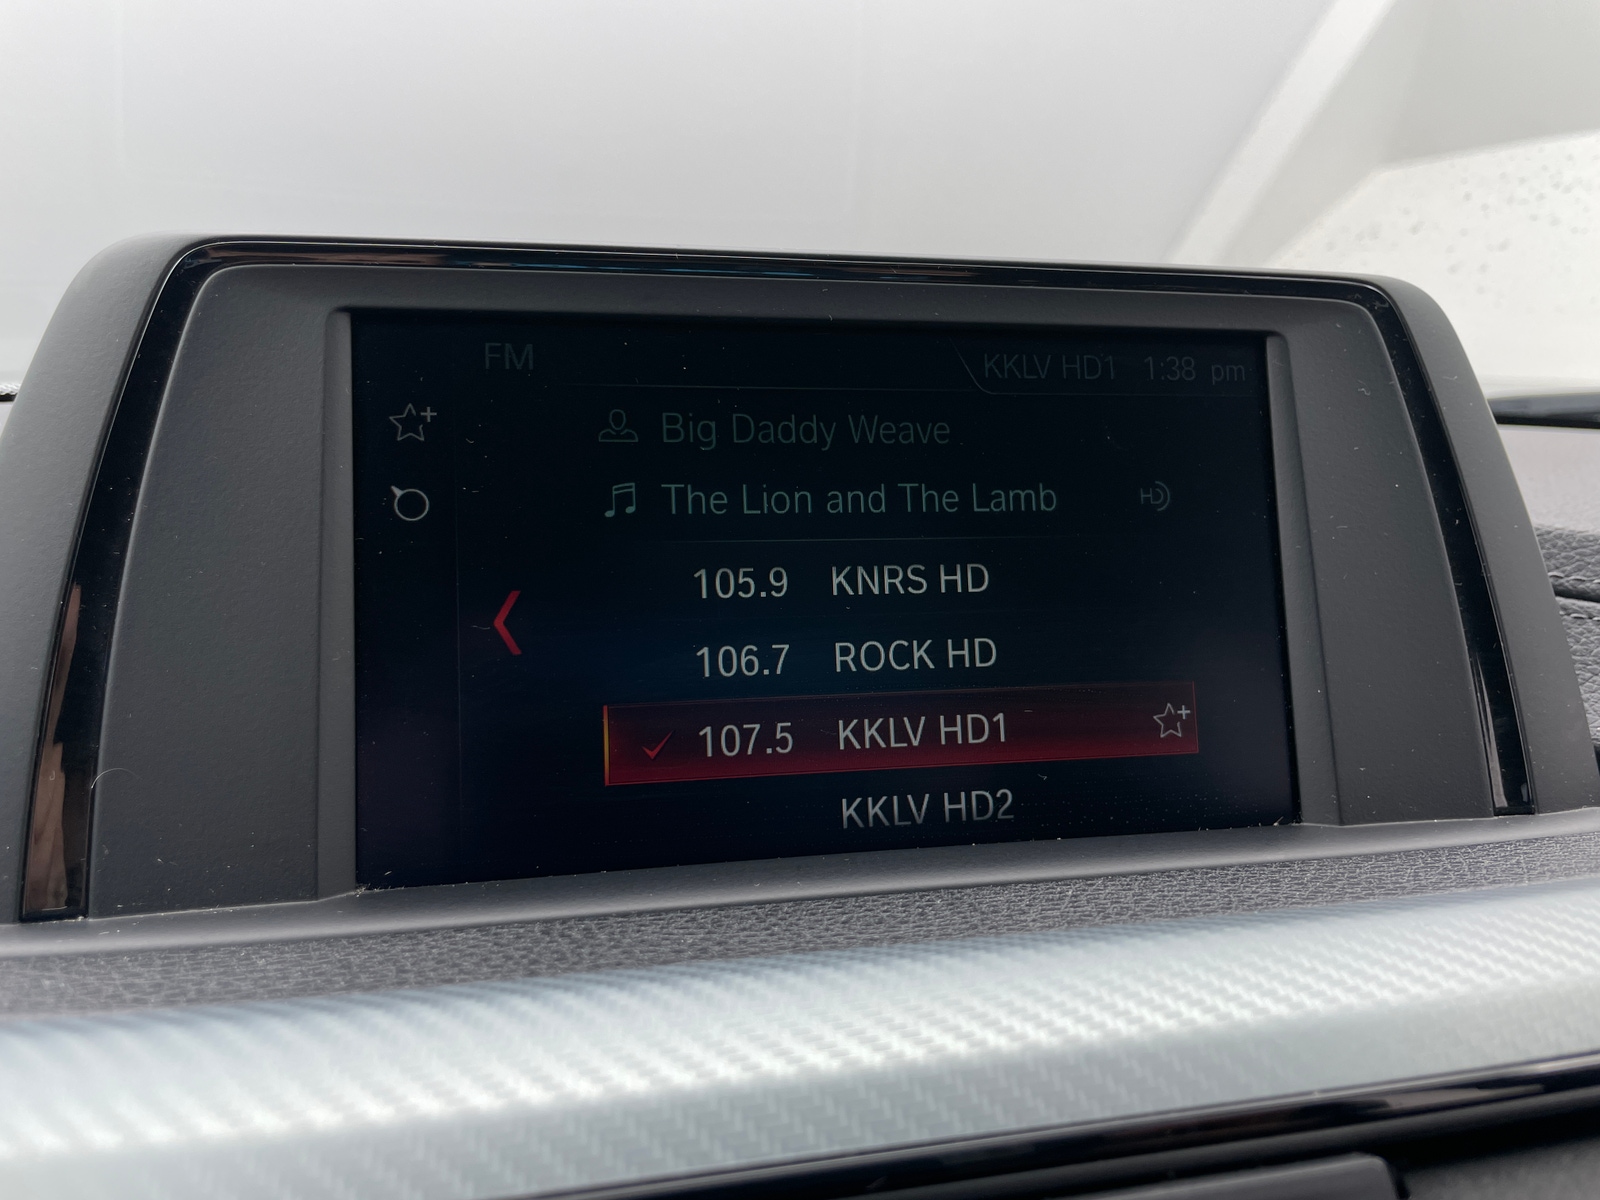 FM KKLV HD1 1:38 pm
Big Daddy Weave
The Lion and The Lamb HD
105.9 KNRS HD
106.7 ROCK HD
107.5 KKLV HD1
KKLV HD2